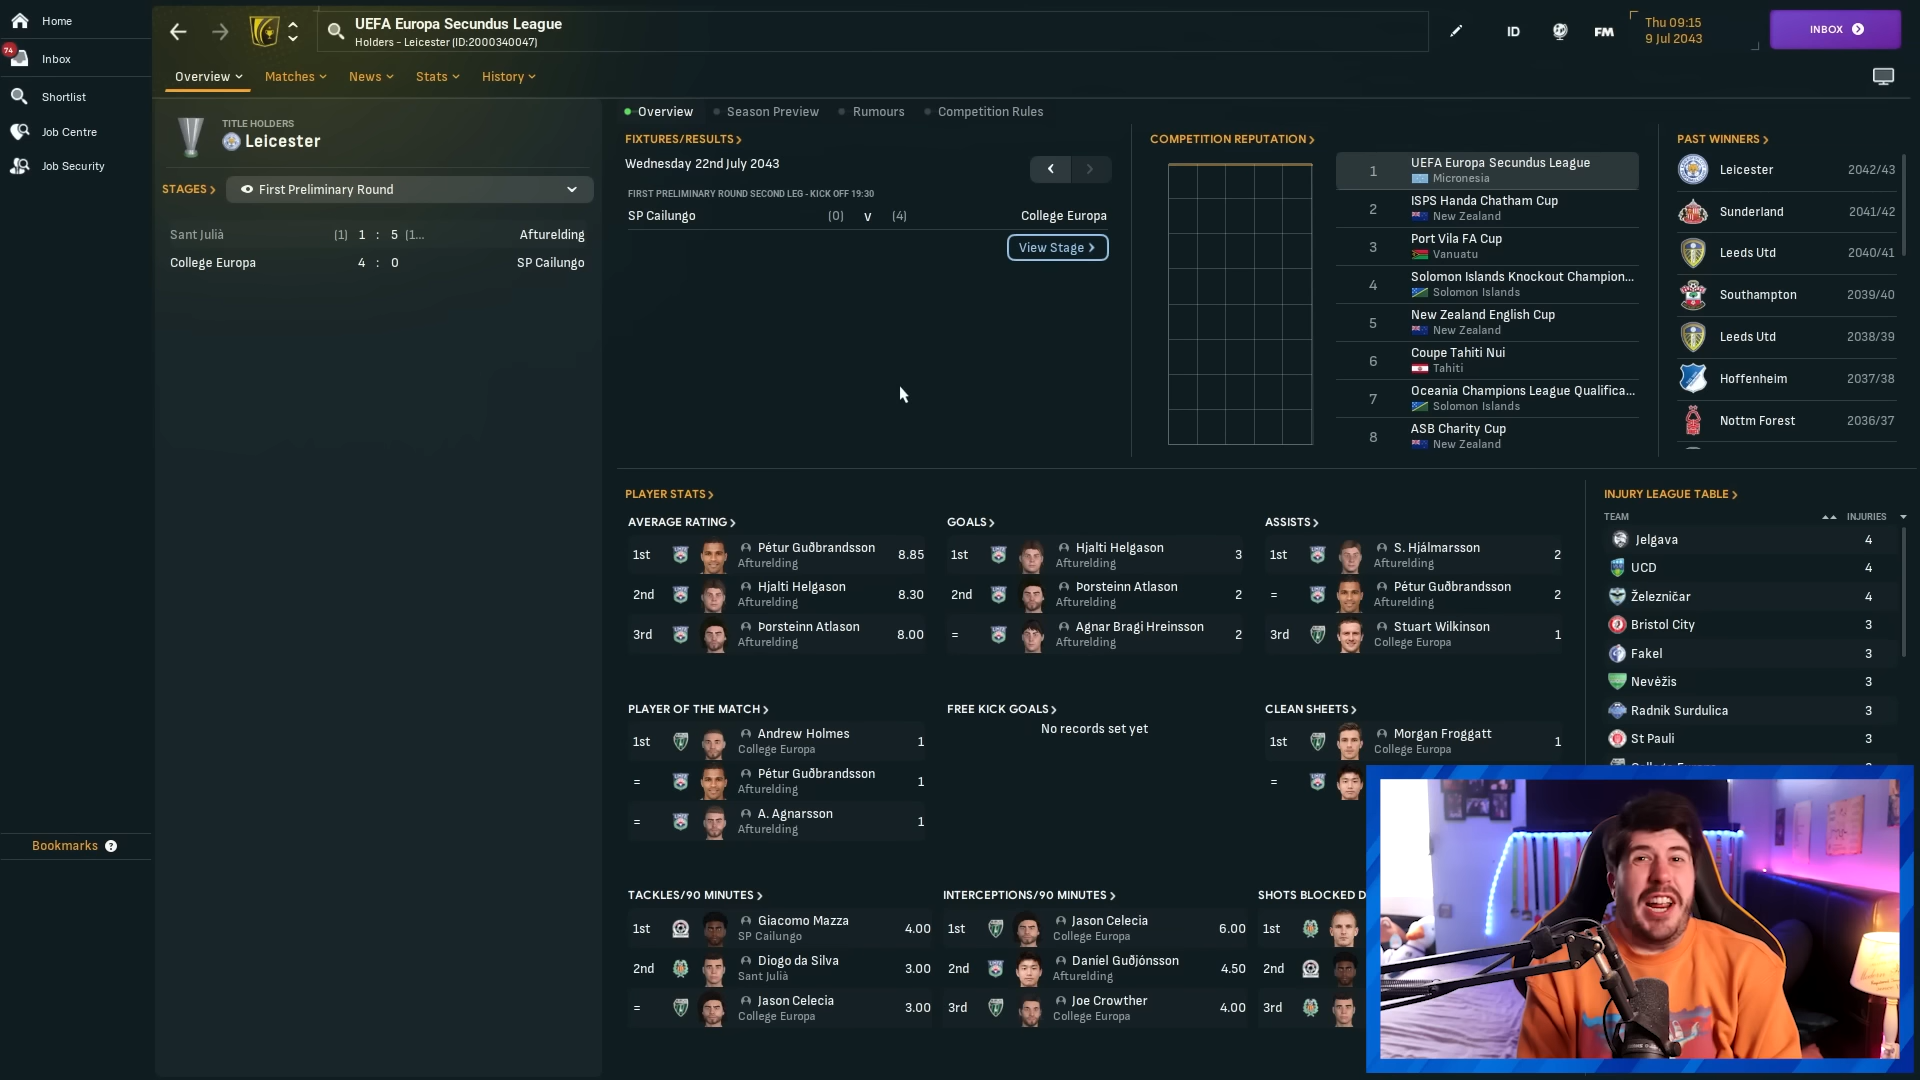 Home
74
Inbox
Shortlist
Job Centre
Job Security
Bookmarks ?
UEFA Europa Secundus League
Holders - Leicester (ID:2000340047)
ID
FM
Thu 09:15
9 Jul 2043
INBOX
Overview
Matches
News
Stats
History
TITLE HOLDERS
Leicester
STAGES
First Preliminary Round
Sant Julià (1) 1 : 5 (1... Afturelding
College Europa 4 : 0 SP Cailungo
Overview
Season Preview
Rumours
Competition Rules
FIXTURES/RESULTS
Wednesday 22nd July 2043
FIRST PRELIMINARY ROUND SECOND LEG - KICK OFF 19:30
SP Cailungo (0) v (4) College Europa
View Stage
COMPETITION REPUTATION
1 UEFA Europa Secundus League
Micronesia
2 ISPS Handa Chatham Cup
New Zealand
3 Port Vila FA Cup
Vanuatu
4 Solomon Islands Knockout Champion...
Solomon Islands
5 New Zealand English Cup
New Zealand
6 Coupe Tahiti Nui
Tahiti
7 Oceania Champions League Qualifica...
Solomon Islands
8 ASB Charity Cup
New Zealand
PAST WINNERS
Leicester 2042/43
Sunderland 2041/42
Leeds Utd 2040/41
Southampton 2039/40
Leeds Utd 2038/39
Hoffenheim 2037/38
Nottm Forest 2036/37
PLAYER STATS
AVERAGE RATING
1st Pétur Guðbrandsson 8.85
Afturelding
2nd Hjalti Helgason 8.30
Afturelding
3rd Þorsteinn Atlason 8.00
Afturelding
GOALS
1st Hjalti Helgason 3
Afturelding
2nd Þorsteinn Atlason 2
Afturelding
= Agnar Bragi Hreinsson 2
Afturelding
ASSISTS
1st S. Hjálmarsson 2
Afturelding
= Pétur Guðbrandsson 2
Afturelding
3rd Stuart Wilkinson 1
College Europa
PLAYER OF THE MATCH
1st Andrew Holmes 1
College Europa
= Pétur Guðbrandsson 1
Afturelding
= A. Agnarsson 1
Afturelding
FREE KICK GOALS
No records set yet
CLEAN SHEETS
1st Morgan Froggatt 1
College Europa
=
TACKLES/90 MINUTES
1st Giacomo Mazza 4.00
SP Cailungo
2nd Diogo da Silva 3.00
Sant Julià
= Jason Celecia 3.00
College Europa
INTERCEPTIONS/90 MINUTES
1st Jason Celecia 6.00
College Europa
2nd Daníel Guðjónsson 4.50
Afturelding
3rd Joe Crowther 4.00
College Europa
SHOTS BLOCKED D
1st
2nd
3rd
INJURY LEAGUE TABLE
TEAM INJURIES
Jelgava 4
UCD 4
Železničar 4
Bristol City 3
Fakel 3
Nevėžis 3
Radnik Surdulica 3
St Pauli 3